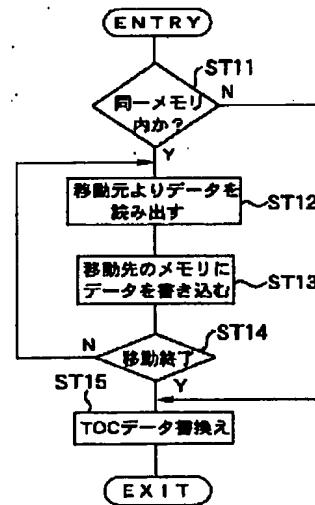 ENTRY
ST11
同一メモリ
内か?
N
Y
移動元よりデータを
読み出す
ST12
移動先のメモリに
データを書き込む
ST13
ST14
N
移動終了
Y
ST15
TOCデータ書換え
EXIT